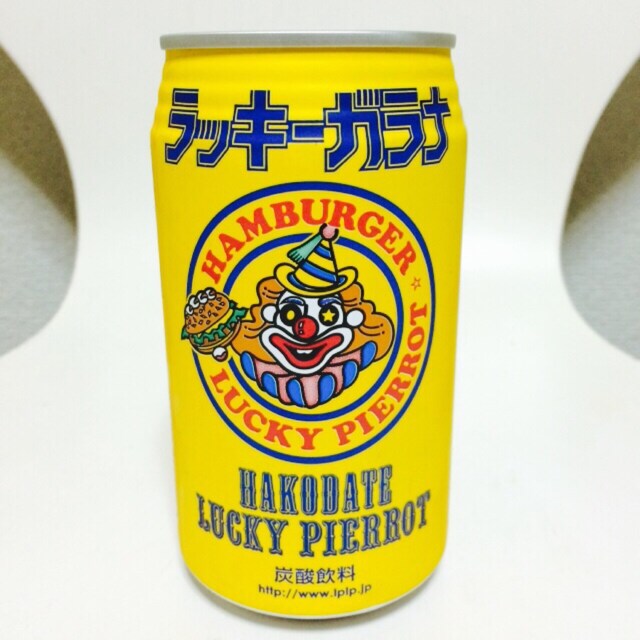 ラッキーガラナ
HAMBURGER
LUCKY PIERROT
HAKODATE
LUCKY PIERROT
炭酸飲料
http://www.lplp.jp